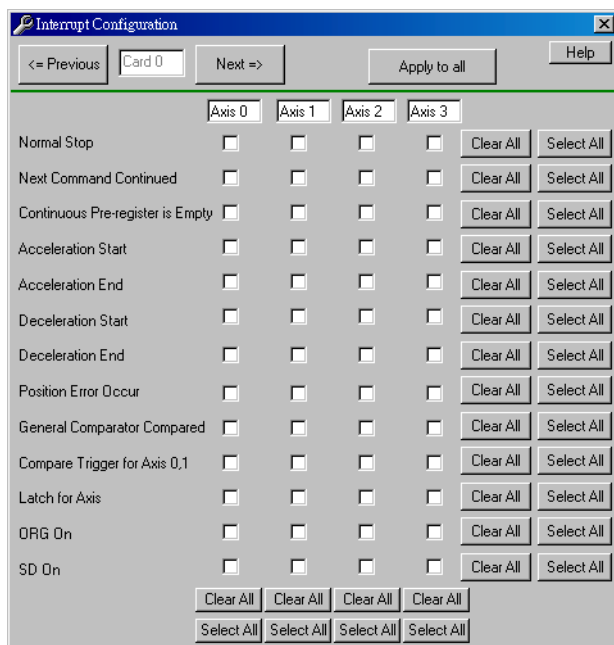 Interrupt Configuration
<= Previous Card 0 Next => Apply to all Help
Axis 0 Axis 1 Axis 2 Axis 3
Normal Stop Clear All Select All
Next Command Continued Clear All Select All
Continuous Pre-register is Empty Clear All Select All
Acceleration Start Clear All Select All
Acceleration End Clear All Select All
Deceleration Start Clear All Select All
Deceleration End Clear All Select All
Position Error Occur Clear All Select All
General Comparator Compared Clear All Select All
Compare Trigger for Axis 0,1 Clear All Select All
Latch for Axis Clear All Select All
ORG On Clear All Select All
SD On Clear All Select All
Clear All Clear All Clear All Clear All
Select All Select All Select All Select All